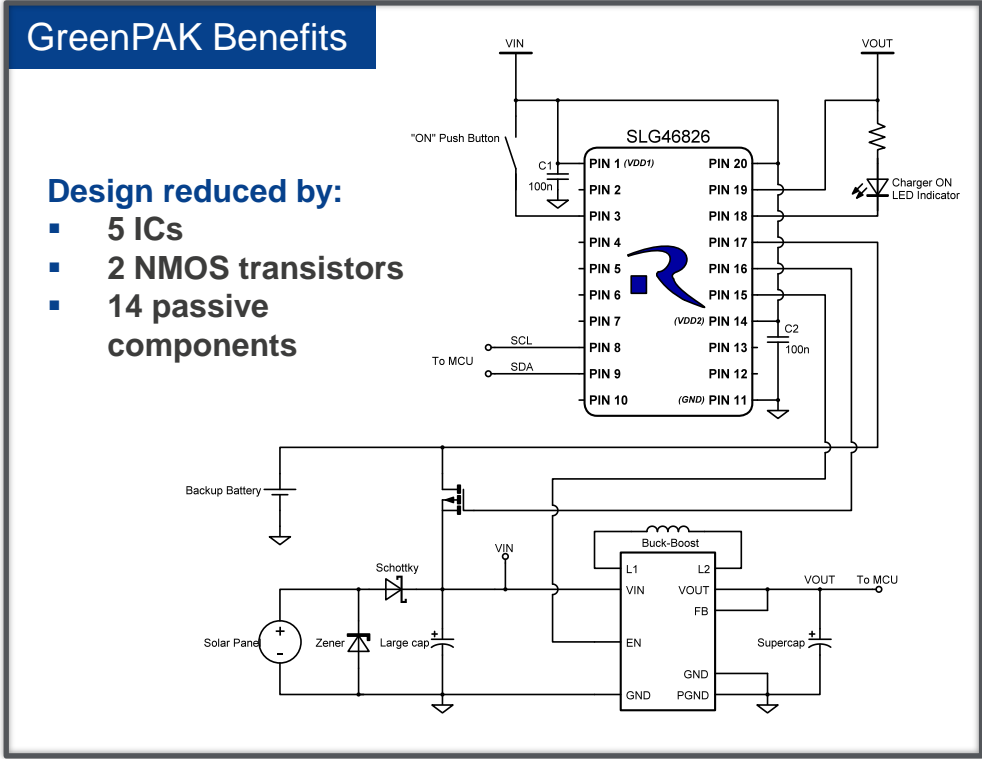 GreenPAK Benefits
Design reduced by:
▪ 5 ICs
▪ 2 NMOS transistors
▪ 14 passive
components
VIN
VOUT
"ON" Push Button
SLG46826
C1
100n
PIN 1 (VDD1)
PIN 2
PIN 3
PIN 4
PIN 5
PIN 6
PIN 7
PIN 8
PIN 9
PIN 10
PIN 20
PIN 19
PIN 18
PIN 17
PIN 16
PIN 15
(VDD2) PIN 14
PIN 13
PIN 12
(GND) PIN 11
Charger ON
LED Indicator
C2
100n
To MCU
SCL
SDA
Backup Battery
VIN
Schottky
Solar Panel
+
-
Zener
Large cap
+
Buck-Boost
L1
L2
VIN
VOUT
FB
EN
GND
GND
PGND
VOUT
To MCU
Supercap
+